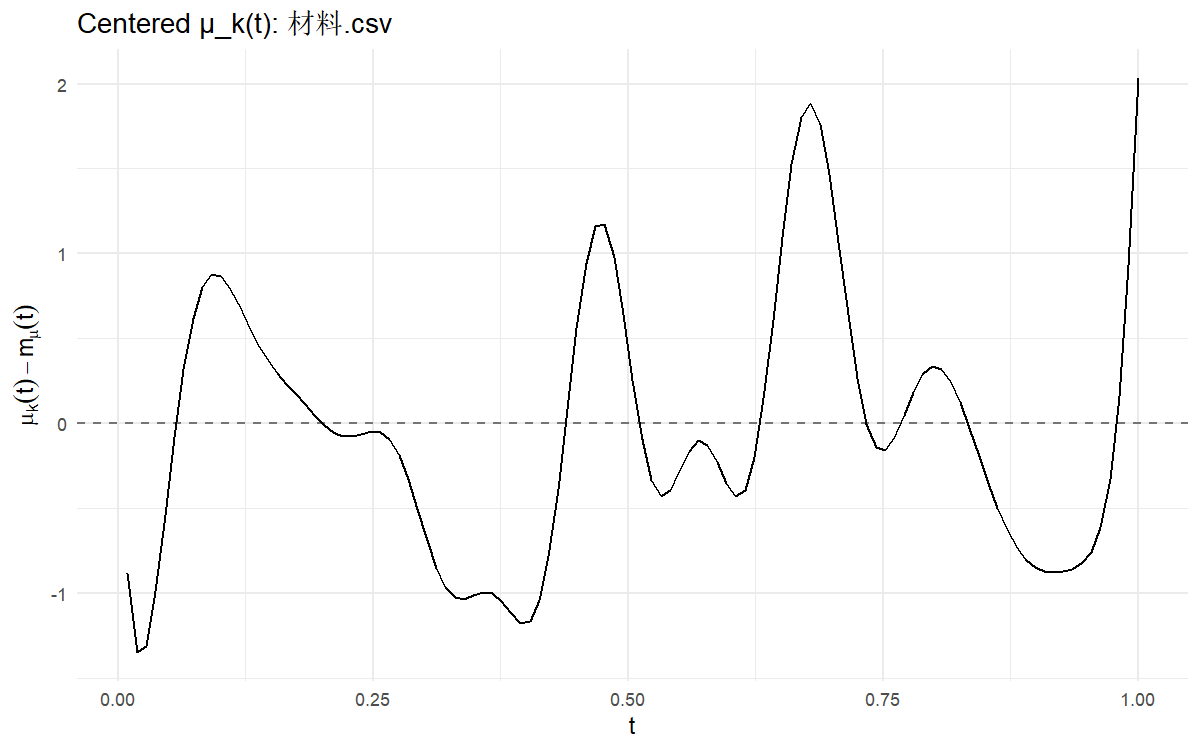 Centered µ_k(t): 材料.csv
μk(t) − mμ(t)
2
1
0
-1
0.00 0.25 0.50 0.75 1.00
t